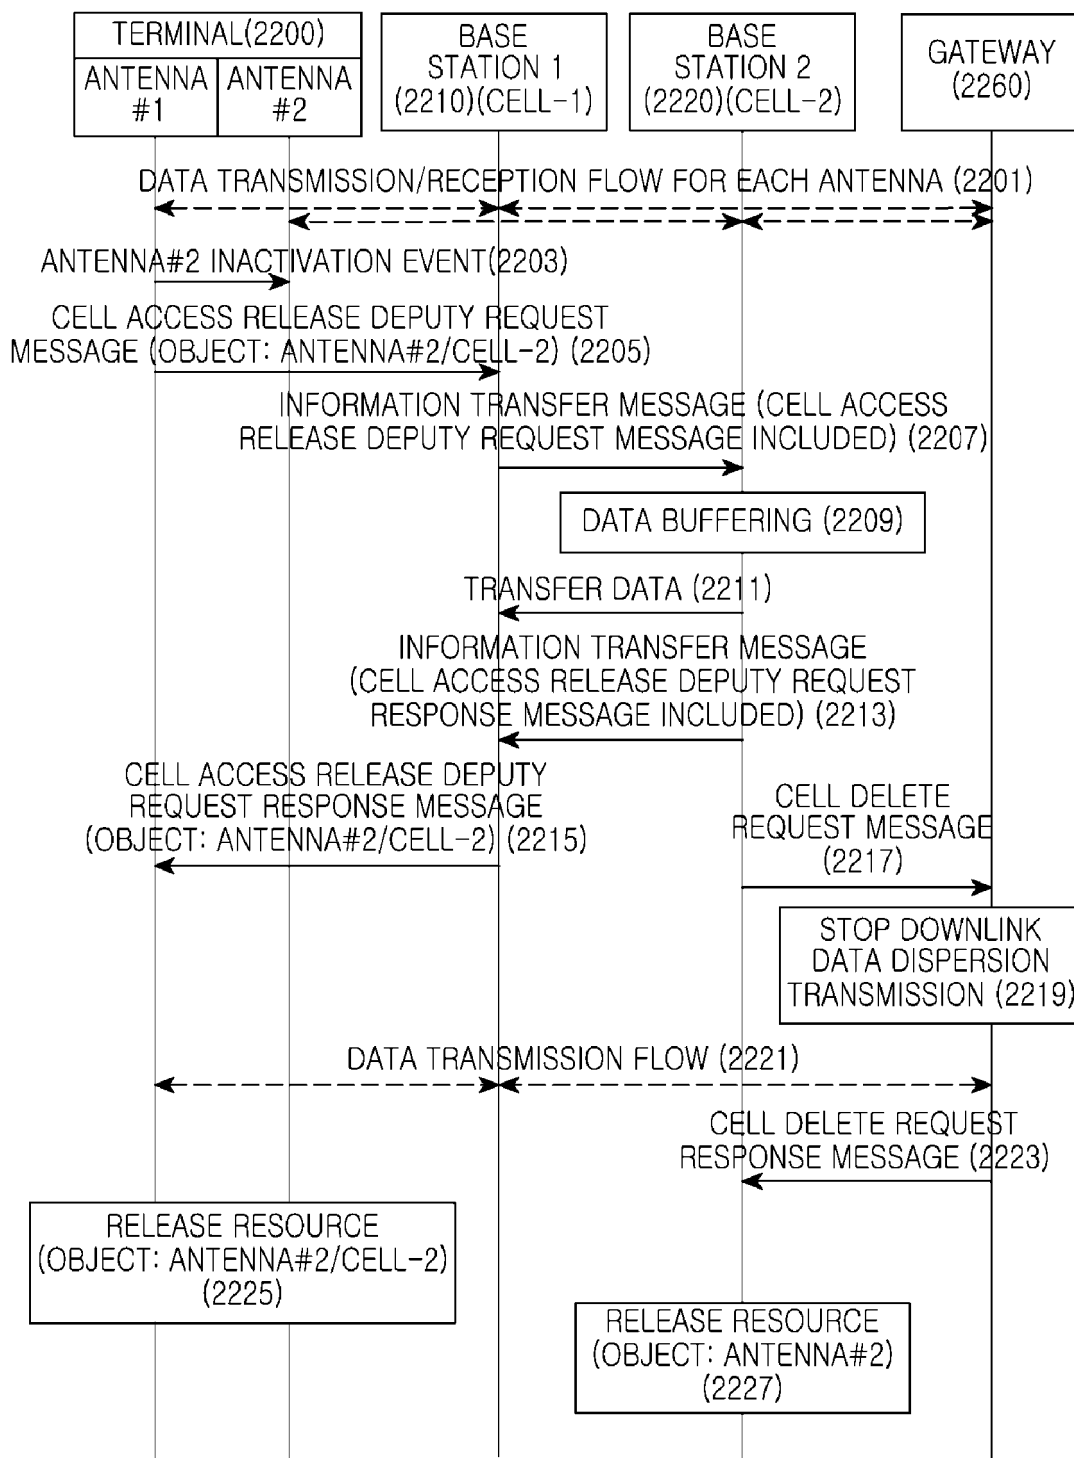 TERMINAL(2200)
ANTENNA
#1
ANTENNA
#2
BASE
STATION 1
(2210)(CELL-1)
BASE
STATION 2
(2220)(CELL-2)
GATEWAY
(2260)
DATA TRANSMISSION/RECEPTION FLOW FOR EACH ANTENNA (2201)
ANTENNA#2 INACTIVATION EVENT(2203)
CELL ACCESS RELEASE DEPUTY REQUEST
MESSAGE (OBJECT: ANTENNA#2/CELL-2) (2205)
INFORMATION TRANSFER MESSAGE (CELL ACCESS
RELEASE DEPUTY REQUEST MESSAGE INCLUDED) (2207)
DATA BUFFERING (2209)
TRANSFER DATA (2211)
INFORMATION TRANSFER MESSAGE
(CELL ACCESS RELEASE DEPUTY REQUEST
RESPONSE MESSAGE INCLUDED) (2213)
CELL ACCESS RELEASE DEPUTY
REQUEST RESPONSE MESSAGE
(OBJECT: ANTENNA#2/CELL-2) (2215)
CELL DELETE
REQUEST MESSAGE
(2217)
STOP DOWNLINK
DATA DISPERSION
TRANSMISSION (2219)
DATA TRANSMISSION FLOW (2221)
CELL DELETE REQUEST
RESPONSE MESSAGE (2223)
RELEASE RESOURCE
(OBJECT: ANTENNA#2/CELL-2)
(2225)
RELEASE RESOURCE
(OBJECT: ANTENNA#2)
(2227)